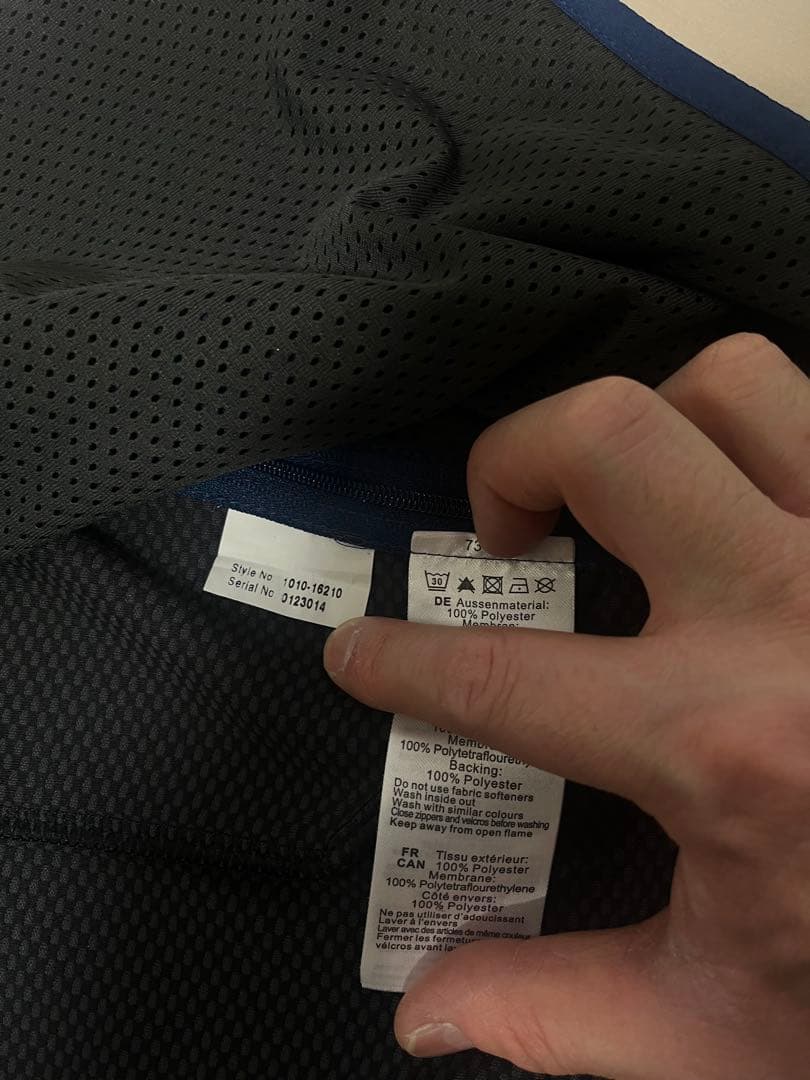 Style No 1010-16210
Serial No 0123014
73
30
DE Aussenmaterial:
100% Polyester
100% Polytetraflourethy
Backing:
100% Polyester
Do not use fabric softeners
Wash inside out
Wash with similar colours
Close zippers and velcros before washing
Keep away from open flame
FR Tissu extérieur:
CAN 100% Polyester
Membrane:
100% Polytetraflourethylene
Côté envers:
100% Polyester
Ne pas utiliser d'adoucissant
Laver à l'envers
Laver avec des articles de même couleur
Fermer les
velcros avant